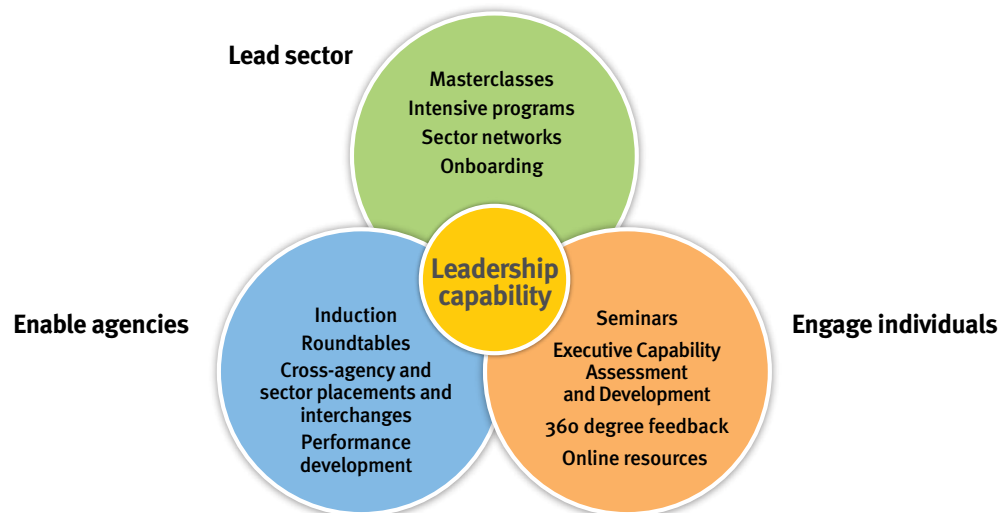 Lead sector
Masterclasses
Intensive programs
Sector networks
Onboarding
Leadership
capability
Enable agencies
Induction
Roundtables
Cross-agency and
sector placements and
interchanges
Performance
development
Seminars
Executive Capability
Assessment
and Development
360 degree feedback
Online resources
Engage individuals